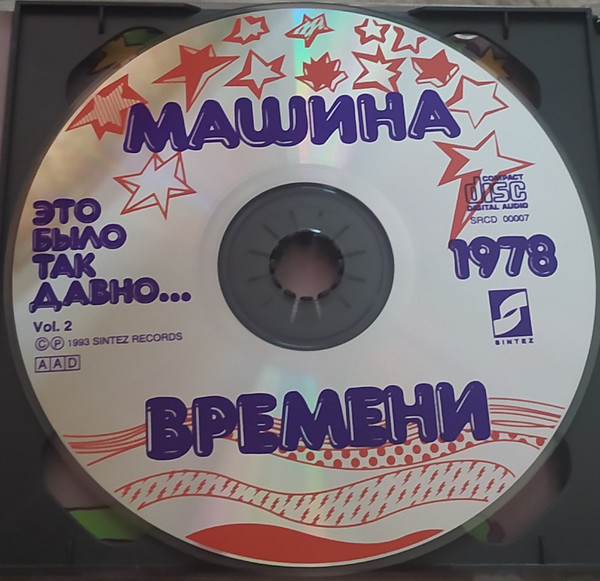 МАШИНА
COMPACT
disc
DIGITAL AUDIO
SRCD 00007
ЭТО
БЫЛО
ТАК
ДАВНО...
1978
Vol. 2
©℗ 1993 SINTEZ RECORDS
AAD
SINTEZ
ВРЕМЕНИ